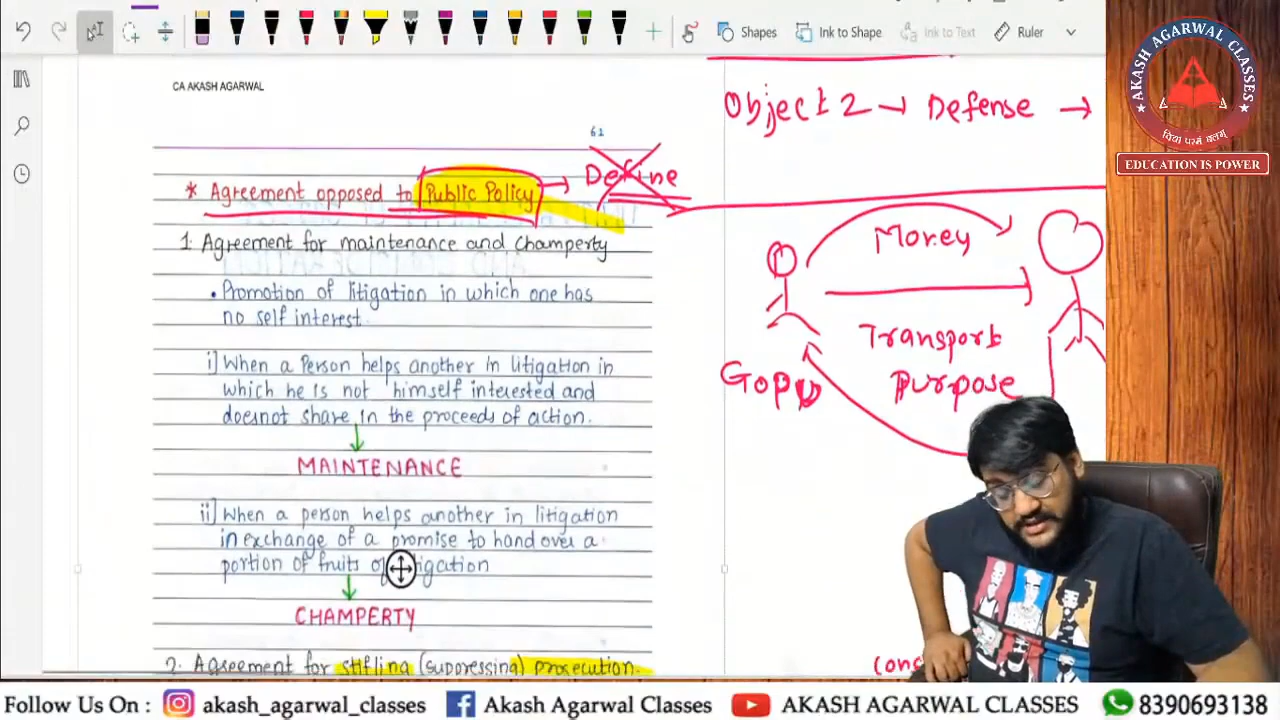 Shapes
Ink to Shape
Ink to Text
Ruler
AKASH AGARWAL CLASSES
विद्या परमं बलम्
EDUCATION IS POWER
CA AKASH AGARWAL
61
* Agreement opposed to Public Policy → Define
1. Agreement for maintenance and champerty
• Promotion of litigation in which one has
no self interest.
i] When a Person helps another in litigation in
which he is not himself interested and
doesnot share in the proceeds of action.
MAINTENANCE
ii] When a person helps another in litigation
in exchange of a promise to hand over a
portion of fruits of litigation
CHAMPERTY
2. Agreement for stifling (supressing) prosecution.
Object 2 → Defense →
Money
Transport
Purpose
Gopu
Follow Us On :
akash_agarwal_classes
Akash Agarwal Classes
AKASH AGARWAL CLASSES
8390693138